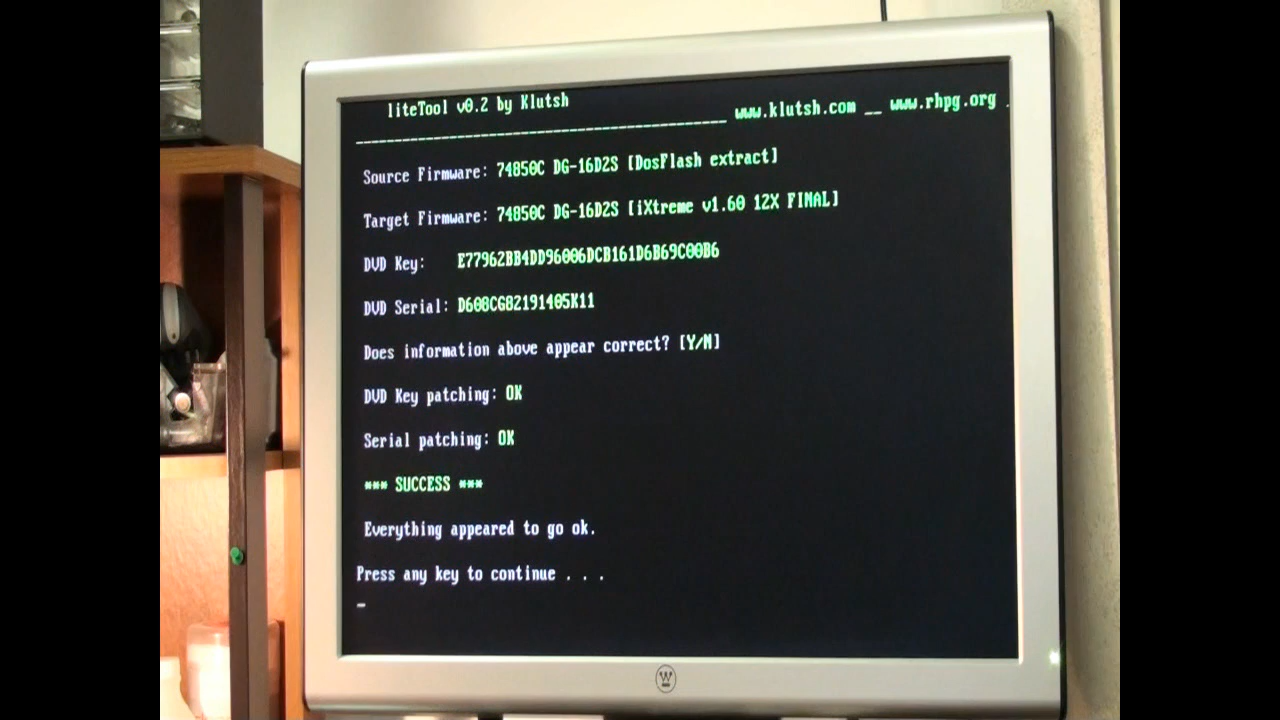 liteTool v0.2 by Klutsh
www.klutsh.com __ www.rhpg.org .
Source Firmware: 74850C DG-16D2S [DosFlash extract]
Target Firmware: 74850C DG-16D2S [iXtreme v1.60 12X FINAL]
DVD Key: E77962BB4DD96006DCB161D6B69C00B6
DVD Serial: D608CG82191405K11
Does information above appear correct? [Y/N]
DVD Key patching: OK
Serial patching: OK
*** SUCCESS ***
Everything appeared to go ok.
Press any key to continue . . .
W